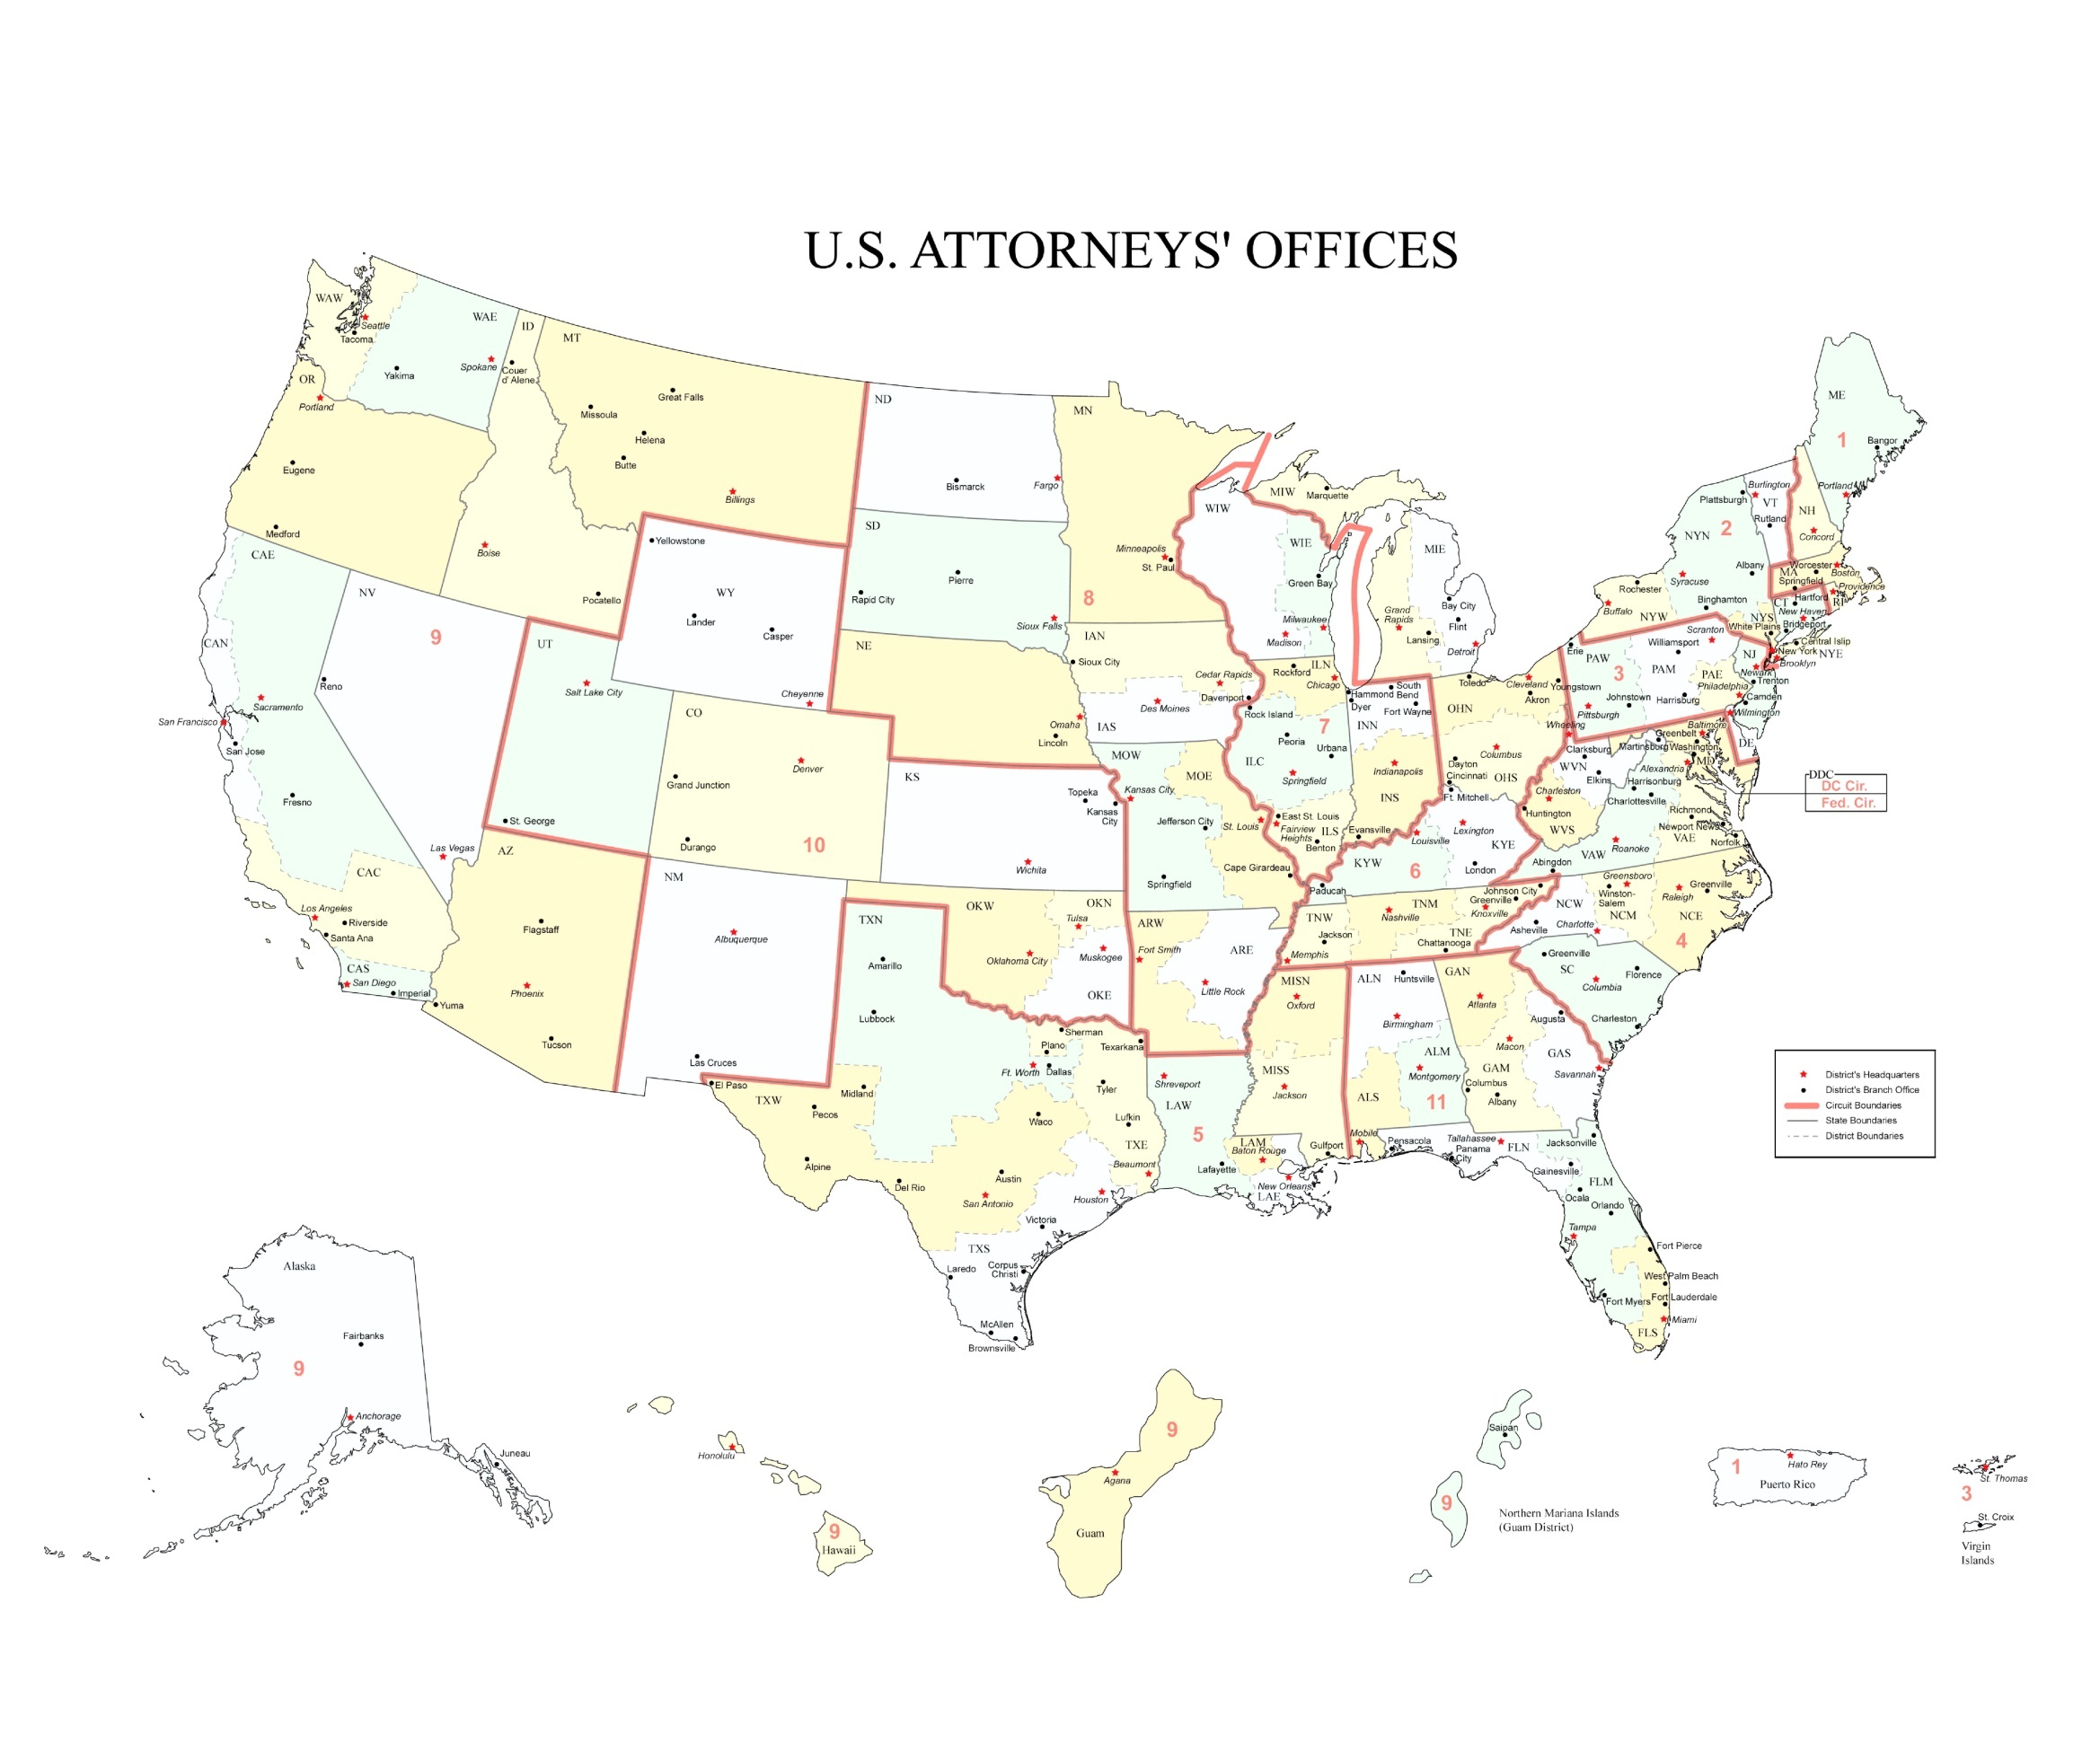 U.S. ATTORNEYS' OFFICES
WAW
Seattle
Tacoma
WAE
Spokane
Yakima
ID
Couer
d' Alene
Boise
Pocatello
MT
Great Falls
Missoula
Helena
Butte
Billings
OR
Portland
Eugene
Medford
CAE
CAN
Sacramento
San Francisco
San Jose
Fresno
CAC
Los Angeles
Riverside
Santa Ana
CAS
San Diego
Imperial
NV
9
Reno
Las Vegas
UT
Salt Lake City
St. George
AZ
Flagstaff
Phoenix
Yuma
Tucson
Yellowstone
WY
Lander
Casper
Cheyenne
CO
Denver
Grand Junction
Durango
10
NM
Albuquerque
Las Cruces
ND
Bismarck
Fargo
SD
Pierre
Rapid City
Sioux Falls
NE
Omaha
Lincoln
KS
Topeka
Kansas
City
Wichita
OKW
OKN
Tulsa
Oklahoma City
Muskogee
OKE
TXN
Amarillo
Lubbock
Ft. Worth
Dallas
Sherman
Plano
Texarkana
Tyler
Lufkin
TXE
Beaumont
El Paso
TXW
Midland
Pecos
Alpine
Del Rio
Waco
Austin
San Antonio
Houston
Victoria
TXS
Laredo
Corpus
Christi
McAllen
Brownsville
MN
Minneapolis
St. Paul
8
IAN
Sioux City
Cedar Rapids
Davenport
Des Moines
IAS
MOW
MOE
Kansas City
Jefferson City
St. Louis
Springfield
Cape Girardeau
ARW
Fort Smith
ARE
Little Rock
Shreveport
LAW
5
Lafayette
LAM
Baton Rouge
New Orleans
LAE
MISN
Oxford
MISS
Jackson
Gulfport
WIW
WIE
Green Bay
Milwaukee
Madison
MIW
Marquette
MIE
Bay City
Flint
Grand
Rapids
Lansing
Detroit
ILN
Rockford
Chicago
Rock Island
7
Peoria
Urbana
ILC
Springfield
East St. Louis
Fairview
Heights
ILS
Benton
Hammond
Dyer
South
Bend
Fort Wayne
INN
Indianapolis
INS
Evansville
Toledo
Cleveland
Youngstown
Akron
OHN
Columbus
Dayton
Cincinnati
OHS
Ft. Mitchell
Lexington
Louisville
KYE
KYW
6
London
Paducah
TNW
Jackson
Memphis
TNM
Nashville
Johnson City
Greenville
Knoxville
TNE
Chattanooga
ALN
Huntsville
Birmingham
ALM
Montgomery
ALS
Mobile
11
GAN
Atlanta
Augusta
Macon
GAS
GAM
Savannah
Columbus
Albany
Pensacola
Tallahassee
Panama
City
FLN
Jacksonville
Gainesville
FLM
Ocala
Orlando
Tampa
Fort Pierce
West Palm Beach
Fort Myers
Fort Lauderdale
Miami
FLS
ME
1
Bangor
Portland
NH
Concord
Burlington
VT
Rutland
Plattsburgh
2
NYN
Albany
Syracuse
Binghamton
Rochester
Buffalo
NYW
NYS
White Plains
MA
Worcester
Boston
Springfield
Providence
RI
CT
Hartford
New Haven
Bridgeport
Central Islip
New York
NYE
Brooklyn
Erie
PAW
3
Johnstown
Pittsburgh
Williamsport
Scranton
PAM
Harrisburg
PAE
Philadelphia
NJ
Newark
Trenton
Camden
Wilmington
DE
Baltimore
Greenbelt
Washington
MD
DDC
DC Cir.
Fed. Cir.
Wheeling
Clarksburg
Martinsburg
WVN
Elkins
Charleston
Huntington
WVS
Alexandria
Harrisonburg
Charlottesville
Richmond
Newport News
VAE
Norfolk
Roanoke
VAW
Abingdon
Greensboro
Winston-
Salem
NCM
Greenville
Raleigh
NCE
NCW
Charlotte
Asheville
4
Greenville
SC
Florence
Columbia
Charleston
District's Headquarters
District's Branch Office
Circuit Boundaries
State Boundaries
District Boundaries
Alaska
Fairbanks
9
Anchorage
Juneau
Honolulu
9
Hawaii
9
Agana
Guam
Saipan
9
Northern Mariana Islands
(Guam District)
1
Hato Rey
Puerto Rico
St. Thomas
3
St. Croix
Virgin
Islands